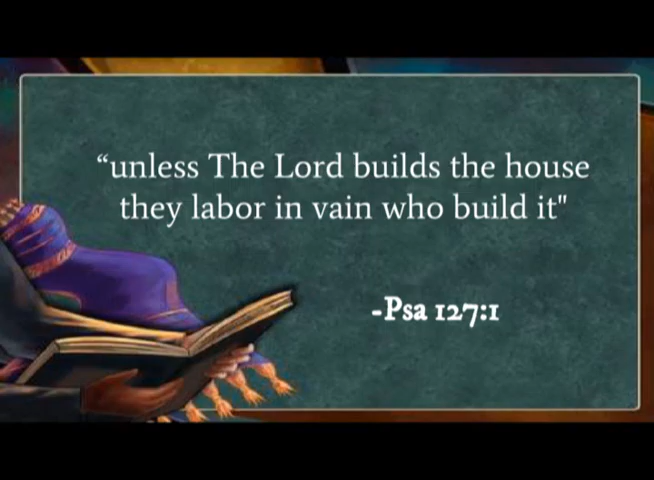 “unless The Lord builds the house
they labor in vain who build it"
-Psa 127:1